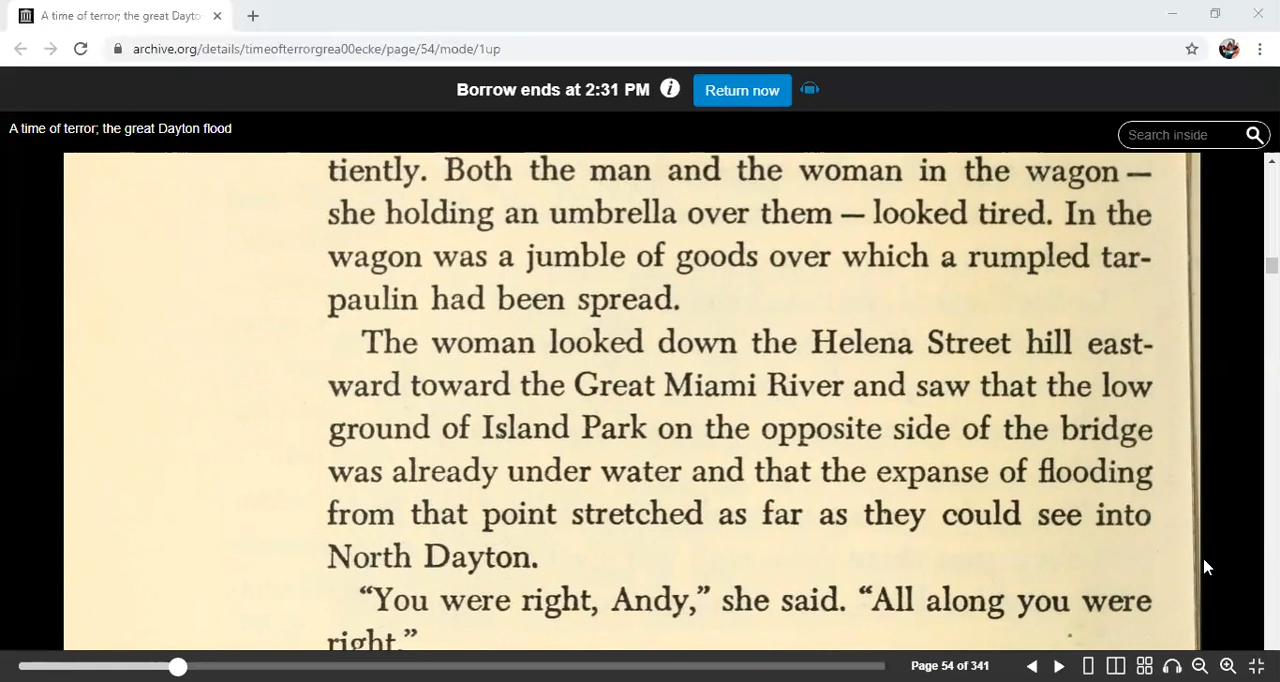 A time of terror; the great Dayto
archive.org/details/timeofterrorgrea00ecke/page/54/mode/1up
Borrow ends at 2:31 PM i Return now
A time of terror; the great Dayton flood
Search inside
tiently. Both the man and the woman in the wagon —
she holding an umbrella over them — looked tired. In the
wagon was a jumble of goods over which a rumpled tar-
paulin had been spread.
The woman looked down the Helena Street hill east-
ward toward the Great Miami River and saw that the low
ground of Island Park on the opposite side of the bridge
was already under water and that the expanse of flooding
from that point stretched as far as they could see into
North Dayton.
“You were right, Andy,” she said. “All along you were
right.”
Page 54 of 341